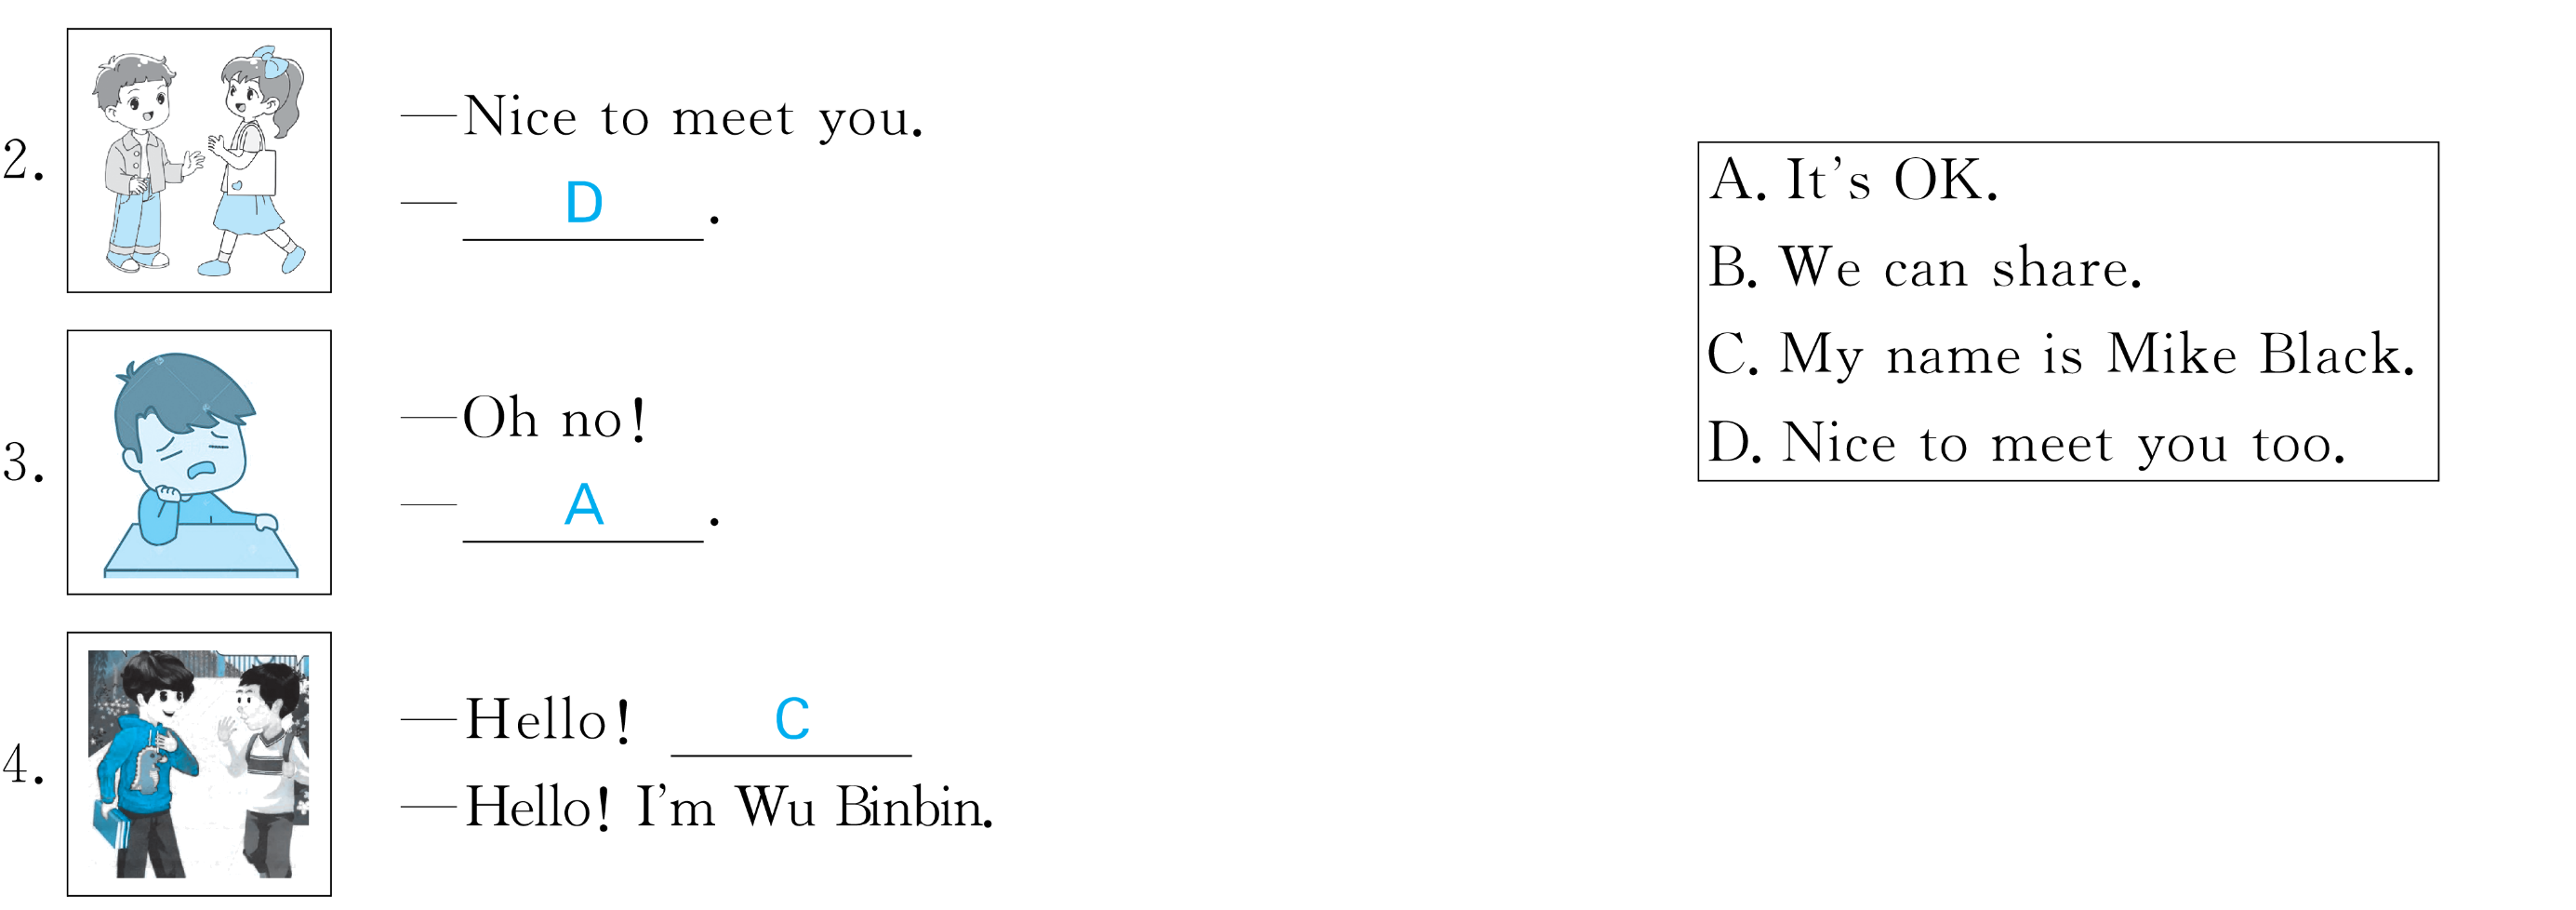 2.
—Nice to meet you.
— D .
3.
—Oh no!
— A .
4.
—Hello! C
—Hello! I'm Wu Binbin.
A. It's OK.
B. We can share.
C. My name is Mike Black.
D. Nice to meet you too.